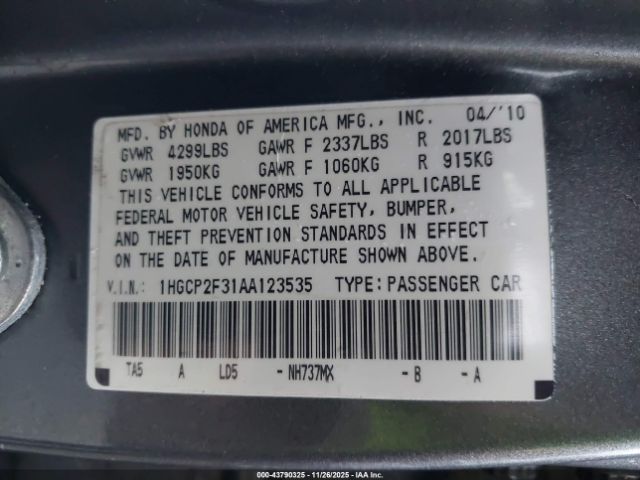 MFD. BY HONDA OF AMERICA MFG., INC. 04/'10
GVWR 4299LBS GAWR F 2337LBS R 2017LBS
GVWR 1950KG GAWR F 1060KG R 915KG
THIS VEHICLE CONFORMS TO ALL APPLICABLE
FEDERAL MOTOR VEHICLE SAFETY, BUMPER,
AND THEFT PREVENTION STANDARDS IN EFFECT
ON THE DATE OF MANUFACTURE SHOWN ABOVE.
V.I.N.: 1HGCP2F31AA123535 TYPE: PASSENGER CAR
TA5 A LD5 -NH737MX -B -A
00-43790325 - 11/26/2025 - IAA Inc.